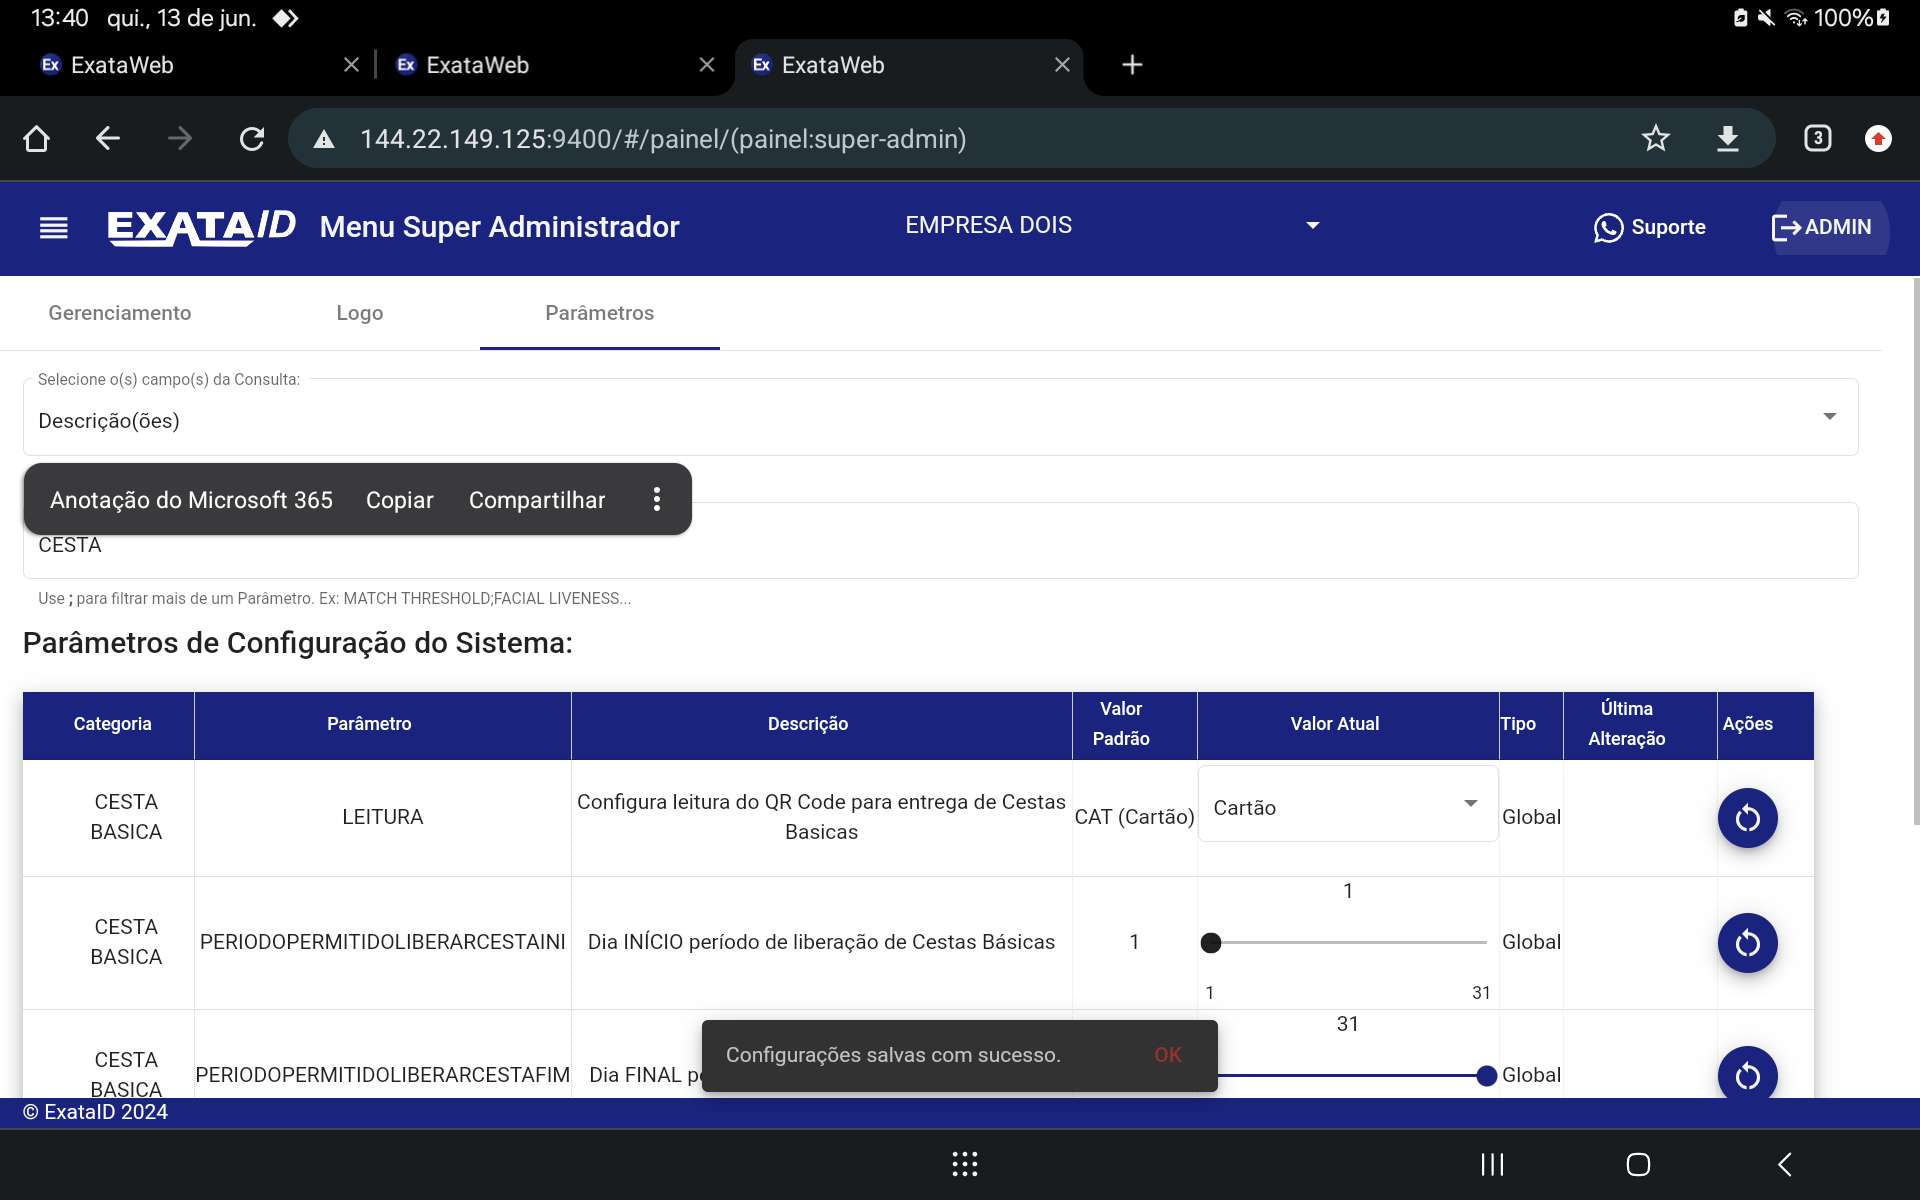 13:40 qui., 13 de jun. 100%
Ex ExataWeb Ex ExataWeb Ex ExataWeb
144.22.149.125:9400/#/painel/(painel:super-admin) 3
EXATAID Menu Super Administrador EMPRESA DOIS Suporte ADMIN
Gerenciamento Logo Parâmetros
Selecione o(s) campo(s) da Consulta:
Descrição(ões)
Anotação do Microsoft 365 Copiar Compartilhar
CESTA
Use ; para filtrar mais de um Parâmetro. Ex: MATCH THRESHOLD;FACIAL LIVENESS...
Parâmetros de Configuração do Sistema:
Categoria Parâmetro Descrição Valor Padrão Valor Atual Tipo Última Alteração Ações
CESTA BASICA LEITURA Configura leitura do QR Code para entrega de Cestas Basicas CAT (Cartão) Cartão Global
CESTA BASICA PERIODOPERMITIDOLIBERARCESTAINI Dia INÍCIO período de liberação de Cestas Básicas 1 1 1 31 Global
CESTA BASICA PERIODOPERMITIDOLIBERARCESTAFIM Dia FINAL 31 Global
Configurações salvas com sucesso. OK
© ExataID 2024